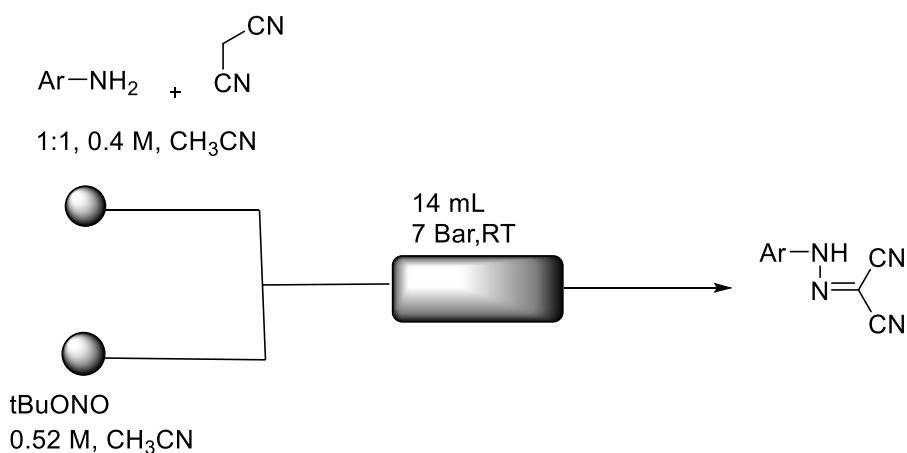 CN
Ar-NH₂ + CN
1:1, 0.4 M, CH₃CN
14 mL
7 Bar,RT
Ar-NH CN
N
CN
tBuONO
0.52 M, CH₃CN